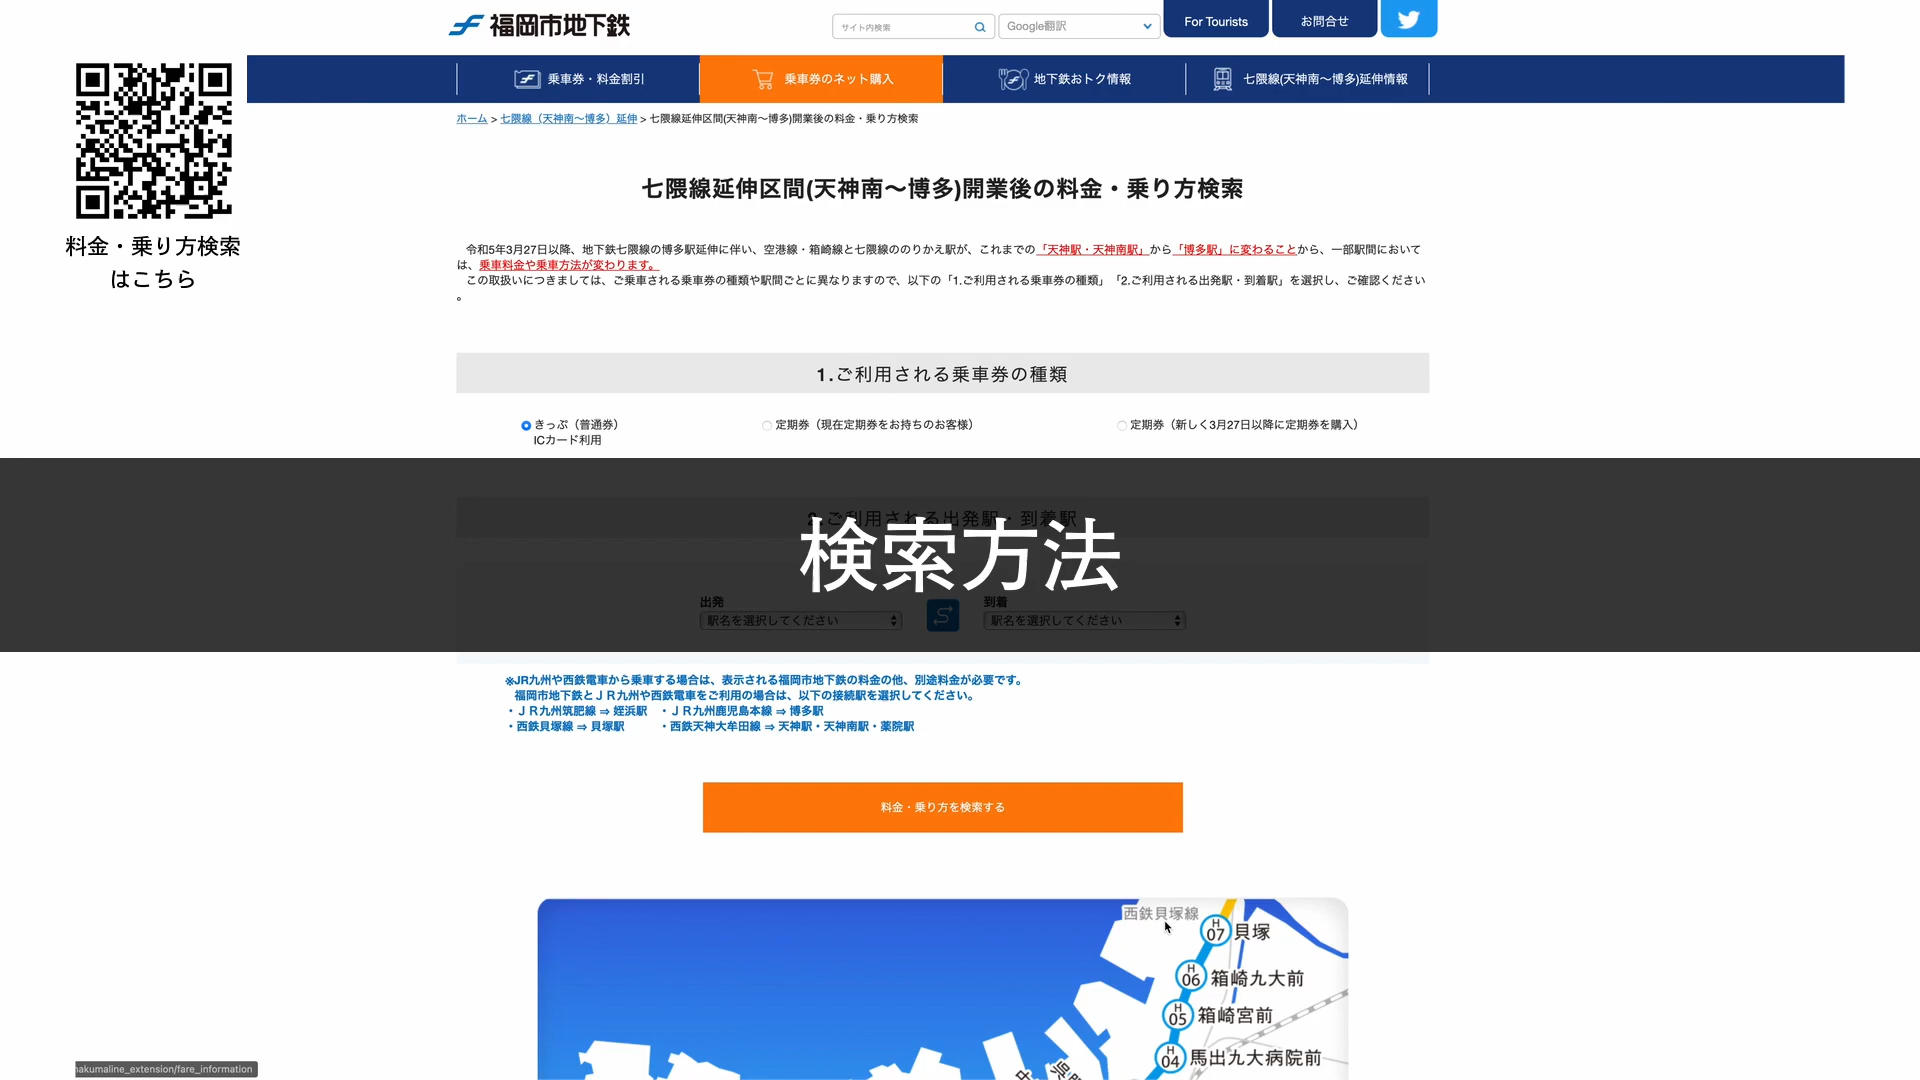 福岡市地下鉄
サイト内検索
Google翻訳
For Tourists
お問合せ
乗車券・料金割引
乗車券のネット購入
地下鉄おトク情報
七隈線(天神南〜博多)延伸情報
料金・乗り方検索
はこちら
ホーム > 七隈線（天神南〜博多）延伸 > 七隈線延伸区間(天神南〜博多)開業後の料金・乗り方検索
七隈線延伸区間(天神南〜博多)開業後の料金・乗り方検索
令和5年3月27日以降、地下鉄七隈線の博多駅延伸に伴い、空港線・箱崎線と七隈線ののりかえ駅が、これまでの「天神駅・天神南駅」から「博多駅」に変わることから、一部駅間において
は、乗車料金や乗車方法が変わります。
この取扱いにつきましては、ご乗車される乗車券の種類や駅間ごとに異なりますので、以下の「1.ご利用される乗車券の種類」「2.ご利用される出発駅・到着駅」を選択し、ご確認ください
。
1.ご利用される乗車券の種類
きっぷ（普通券）
ICカード利用
定期券（現在定期券をお持ちのお客様）
定期券（新しく3月27日以降に定期券を購入）
2.ご利用される出発駅・到着駅
検索方法
出発
到着
駅名を選択してください
駅名を選択してください
※JR九州や西鉄電車から乗車する場合は、表示される福岡市地下鉄の料金の他、別途料金が必要です。
福岡市地下鉄とＪＲ九州や西鉄電車をご利用の場合は、以下の接続駅を選択してください。
・ＪＲ九州筑肥線 ⇒ 姪浜駅　・ＪＲ九州鹿児島本線 ⇒ 博多駅
・西鉄貝塚線 ⇒ 貝塚駅　・西鉄天神大牟田線 ⇒ 天神駅・天神南駅・薬院駅
料金・乗り方を検索する
西鉄貝塚線
H 07 貝塚
H 06 箱崎九大前
H 05 箱崎宮前
H 04 馬出九大病院前
nakumaline_extension/fare_information